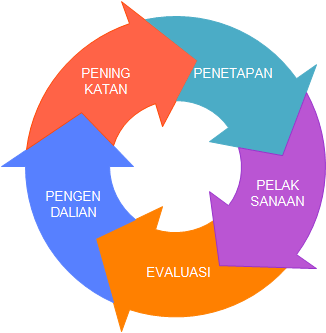 PENING
KATAN
PENETAPAN
PELAK
SANAAN
EVALUASI
PENGEN
DALIAN